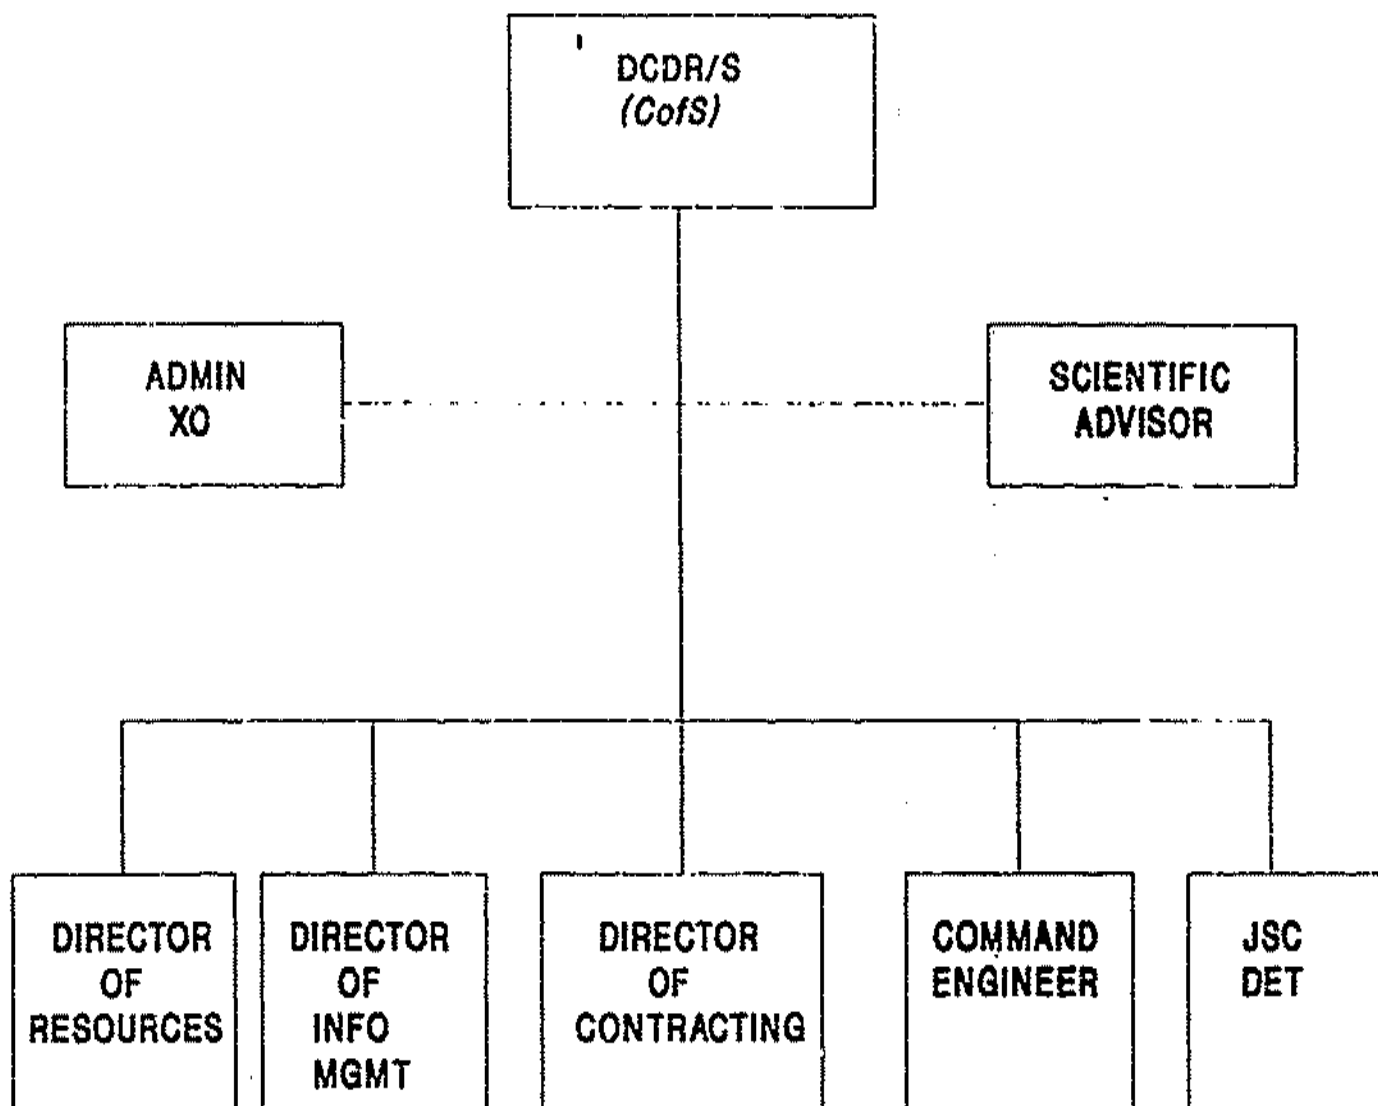 DCDR/S
(CofS)
ADMIN
XO
SCIENTIFIC
ADVISOR
DIRECTOR
OF
RESOURCES
DIRECTOR
OF
INFO
MGMT
DIRECTOR
OF
CONTRACTING
COMMAND
ENGINEER
JSC
DET